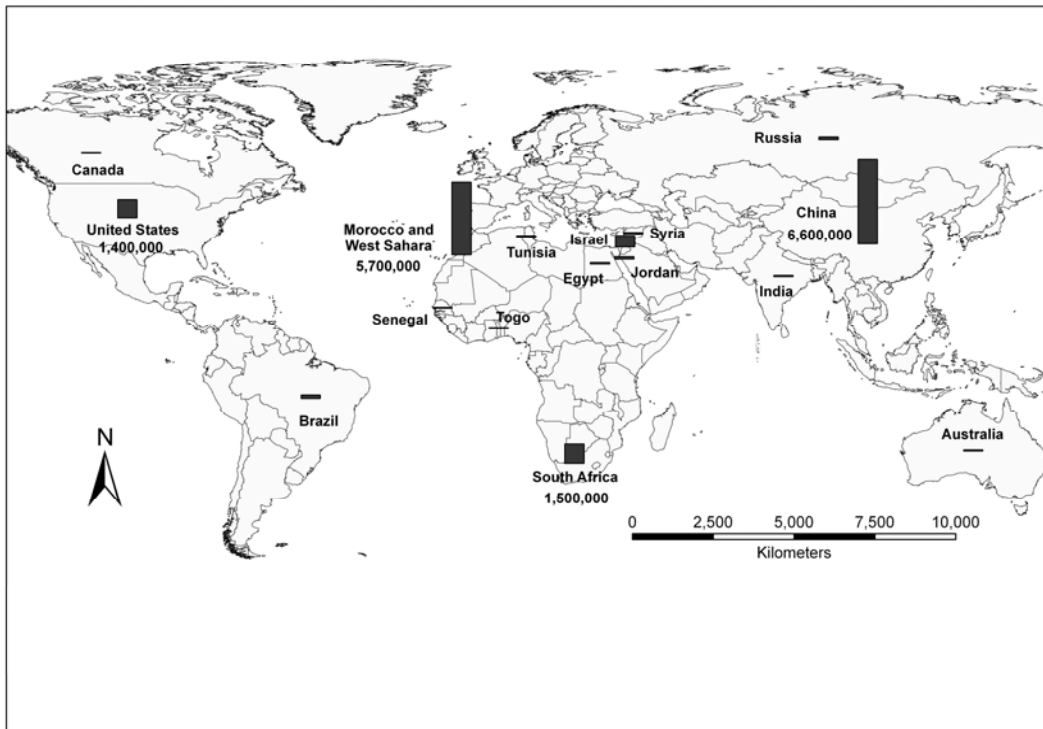 Russia
Canada
China
6,600,000
United States
1,400,000
Morocco and
West Sahara
5,700,000
Tunisia
Israel
Syria
Egypt
Jordan
India
Senegal
Togo
Brazil
Australia
N
South Africa
1,500,000
0 2,500 5,000 7,500 10,000
Kilometers